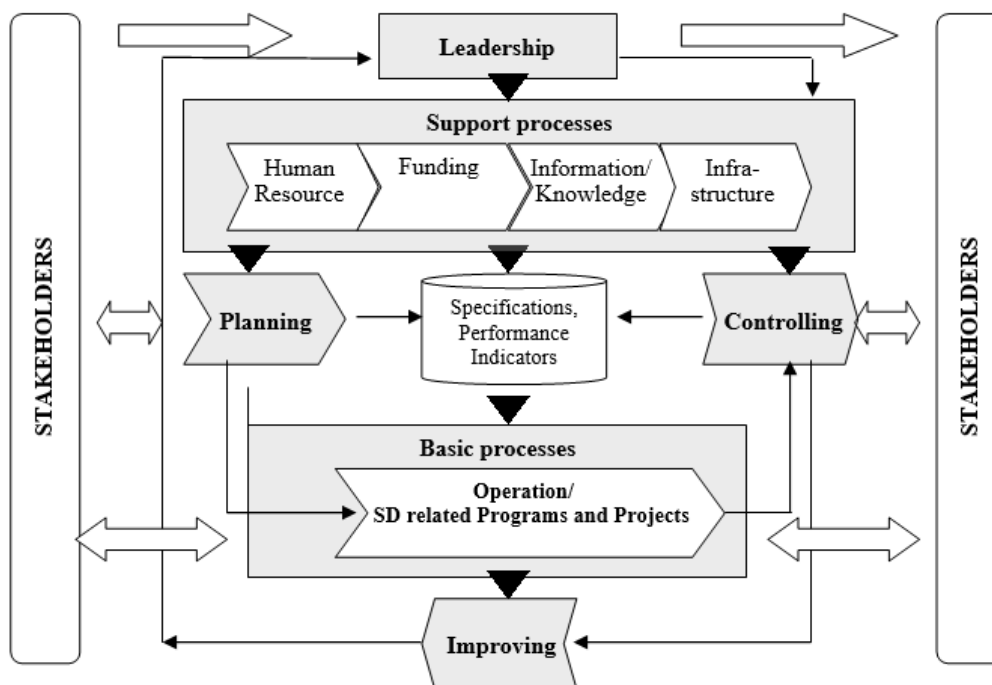 STAKEHOLDERS
Leadership
Support processes
Human
Resource
Funding
Information/
Knowledge
Infra-
structure
Planning
Specifications,
Performance
Indicators
Controlling
Basic processes
Operation/
SD related Programs and Projects
Improving
STAKEHOLDERS